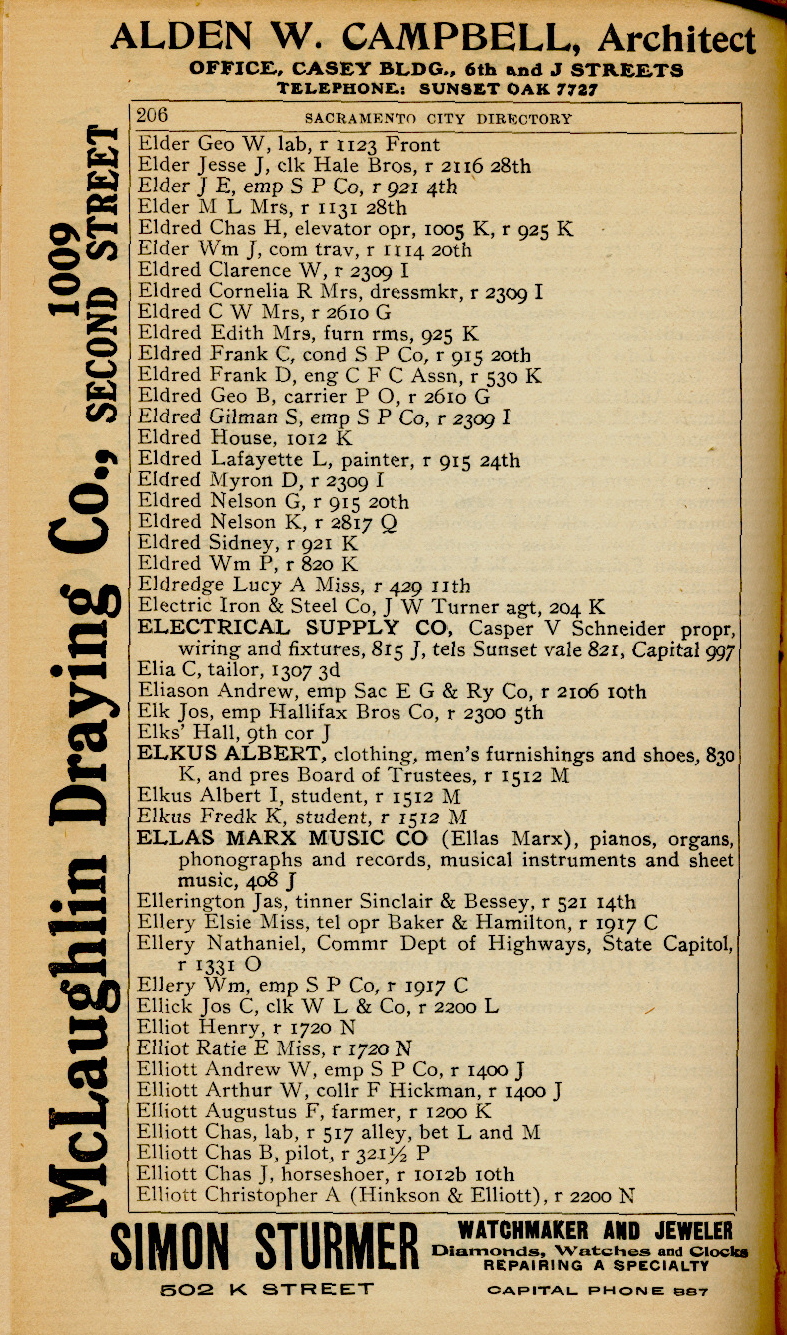 ALDEN W. CAMPBELL, Architect
OFFICE, CASEY BLDG., 6th and J STREETS
TELEPHONE: SUNSET OAK 7727
206 SACRAMENTO CITY DIRECTORY
Elder Geo W, lab, r 1123 Front
Elder Jesse J, clk Hale Bros, r 2116 28th
Elder J E, emp S P Co, r 921 4th
Elder M L Mrs, r 1131 28th
Eldred Chas H, elevator opr, 1005 K, r 925 K
Elder Wm J, com trav, r 1114 20th
Eldred Clarence W, r 2309 I
Eldred Cornelia R Mrs, dressmkr, r 2309 I
Eldred C W Mrs, r 2610 G
Eldred Edith Mrs, furn rms, 925 K
Eldred Frank C, cond S P Co, r 915 20th
Eldred Frank D, eng C F C Assn, r 530 K
Eldred Geo B, carrier P O, r 2610 G
Eldred Gilman S, emp S P Co, r 2309 I
Eldred House, 1012 K
Eldred Lafayette L, painter, r 915 24th
Eldred Myron D, r 2309 I
Eldred Nelson G, r 915 20th
Eldred Nelson K, r 2817 Q
Eldred Sidney, r 921 K
Eldred Wm P, r 820 K
Eldredge Lucy A Miss, r 429 11th
Electric Iron & Steel Co, J W Turner agt, 204 K
ELECTRICAL SUPPLY CO, Casper V Schneider propr,
wiring and fixtures, 815 J, tels Sunset vale 821, Capital 997
Elia C, tailor, 1307 3d
Eliason Andrew, emp Sac E G & Ry Co, r 2106 10th
Elk Jos, emp Hallifax Bros Co, r 2300 5th
Elks' Hall, 9th cor J
ELKUS ALBERT, clothing, men's furnishings and shoes, 830
K, and pres Board of Trustees, r 1512 M
Elkus Albert I, student, r 1512 M
Elkus Fredk K, student, r 1512 M
ELLAS MARX MUSIC CO (Ellas Marx), pianos, organs,
phonographs and records, musical instruments and sheet
music, 408 J
Ellerington Jas, tinner Sinclair & Bessey, r 521 14th
Ellery Elsie Miss, tel opr Baker & Hamilton, r 1917 C
Ellery Nathaniel, Commr Dept of Highways, State Capitol,
r 1331 O
Ellery Wm, emp S P Co, r 1917 C
Ellick Jos C, clk W L & Co, r 2200 L
Elliot Henry, r 1720 N
Elliot Ratie E Miss, r 1720 N
Elliott Andrew W, emp S P Co, r 1400 J
Elliott Arthur W, collr F Hickman, r 1400 J
Elliott Augustus F, farmer, r 1200 K
Elliott Chas, lab, r 517 alley, bet L and M
Elliott Chas B, pilot, r 321½ P
Elliott Chas J, horseshoer, r 1012b 10th
Elliott Christopher A (Hinkson & Elliott), r 2200 N
McLaughlin Draying Co., 1009 SECOND STREET
SIMON STURMER
502 K STREET
WATCHMAKER AND JEWELER
Diamonds, Watches and Clocks
REPAIRING A SPECIALTY
CAPITAL PHONE 887